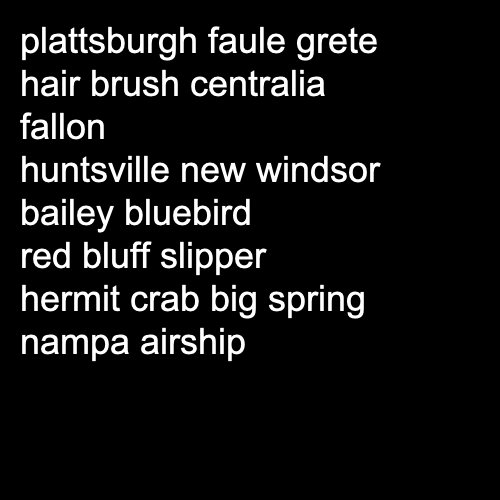 plattsburgh faule grete
hair brush centralia
fallon
huntsville new windsor
bailey bluebird
red bluff slipper
hermit crab big spring
nampa airship